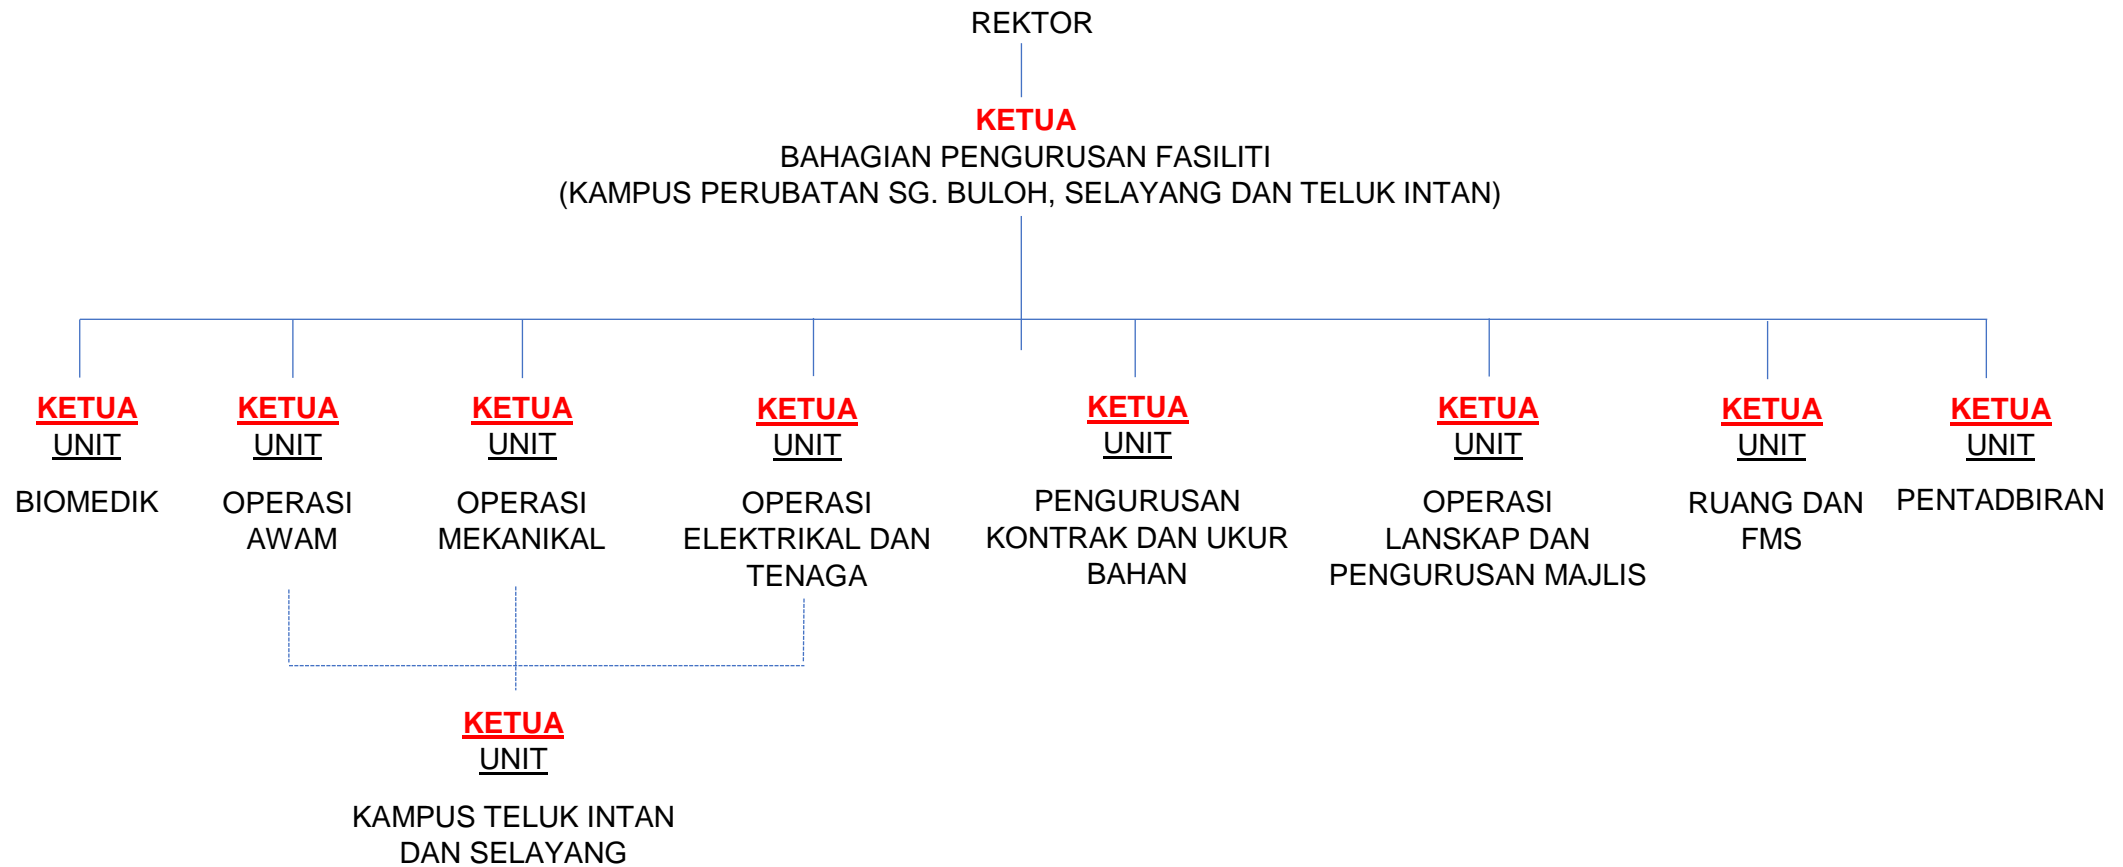 REKTOR
KETUA
BAHAGIAN PENGURUSAN FASILITI
(KAMPUS PERUBATAN SG. BULOH, SELAYANG DAN TELUK INTAN)
KETUA
UNIT
BIOMEDIK
KETUA
UNIT
OPERASI
AWAM
KETUA
UNIT
OPERASI
MEKANIKAL
KETUA
UNIT
OPERASI
ELEKTRIKAL DAN
TENAGA
KETUA
UNIT
PENGURUSAN
KONTRAK DAN UKUR
BAHAN
KETUA
UNIT
OPERASI
LANSKAP DAN
PENGURUSAN MAJLIS
KETUA
UNIT
RUANG DAN
FMS
KETUA
UNIT
PENTADBIRAN
KETUA
UNIT
KAMPUS TELUK INTAN
DAN SELAYANG